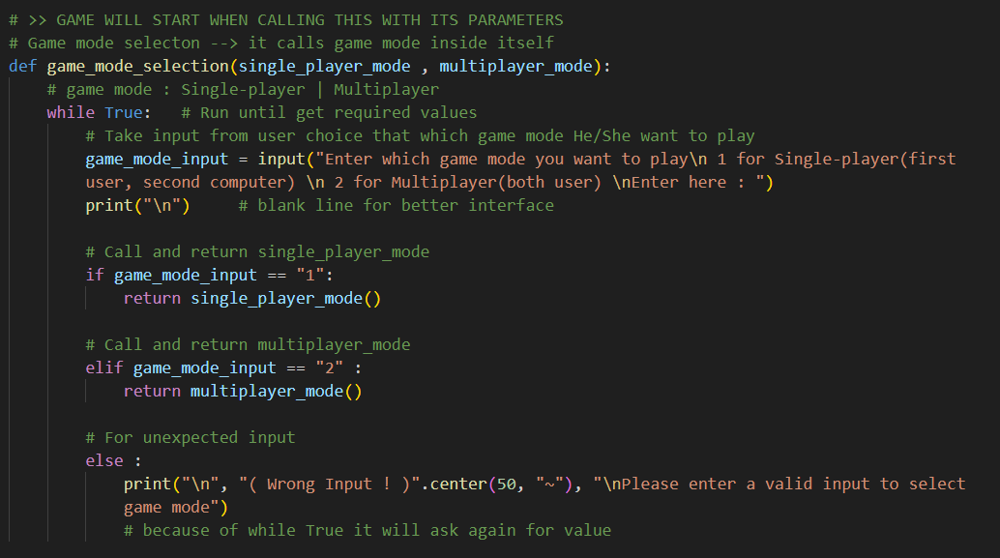 # >> GAME WILL START WHEN CALLING THIS WITH ITS PARAMETERS
# Game mode selecton --> it calls game mode inside itself
def game_mode_selection(single_player_mode , multiplayer_mode):
    # game mode : Single-player | Multiplayer
    while True:   # Run until get required values
        # Take input from user choice that which game mode He/She want to play
        game_mode_input = input("Enter which game mode you want to play\n 1 for Single-player(first
        user, second computer) \n 2 for Multiplayer(both user) \nEnter here : ")
        print("\n")     # blank line for better interface

        # Call and return single_player_mode
        if game_mode_input == "1":
            return single_player_mode()

        # Call and return multiplayer_mode
        elif game_mode_input == "2" :
            return multiplayer_mode()

        # For unexpected input
        else :
            print("\n", "( Wrong Input ! )".center(50, "~"), "\nPlease enter a valid input to select
            game mode")
            # because of while True it will ask again for value